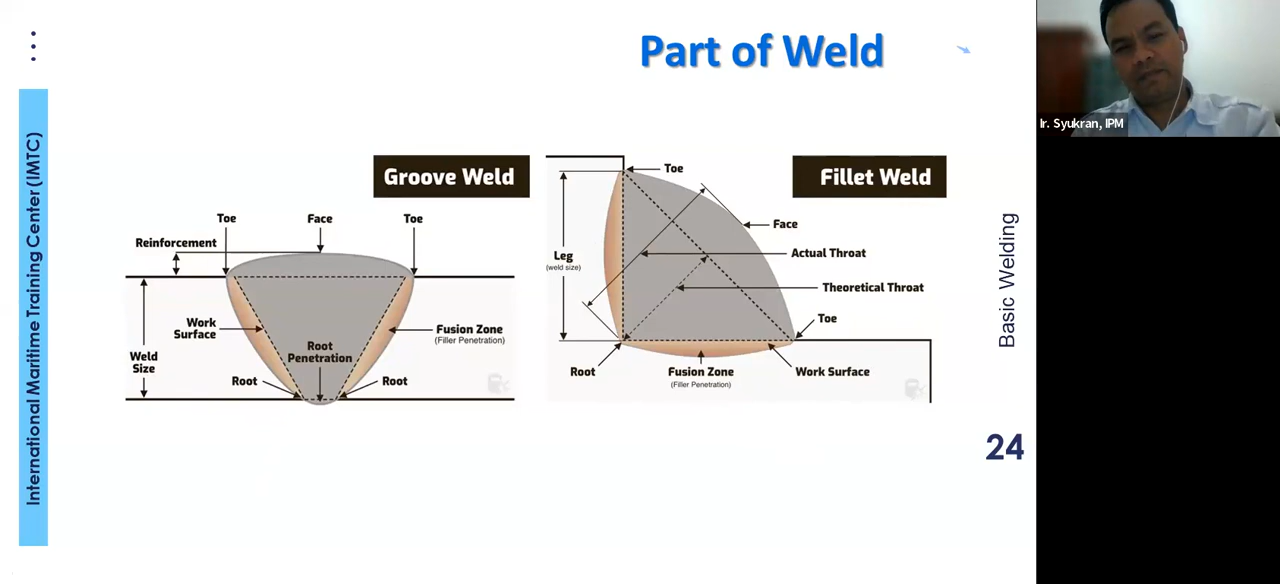 Part of Weld
Ir. Syukran, IPM
International Maritime Training Center (IMTC)
Groove Weld
Toe
Face
Toe
Reinforcement
Work
Surface
Fusion Zone
(Filler Penetration)
Root
Penetration
Weld
Size
Root
Root
Fillet Weld
Toe
Face
Leg
(weld size)
Actual Throat
Theoretical Throat
Toe
Root
Fusion Zone
(Filler Penetration)
Work Surface
Basic Welding
24